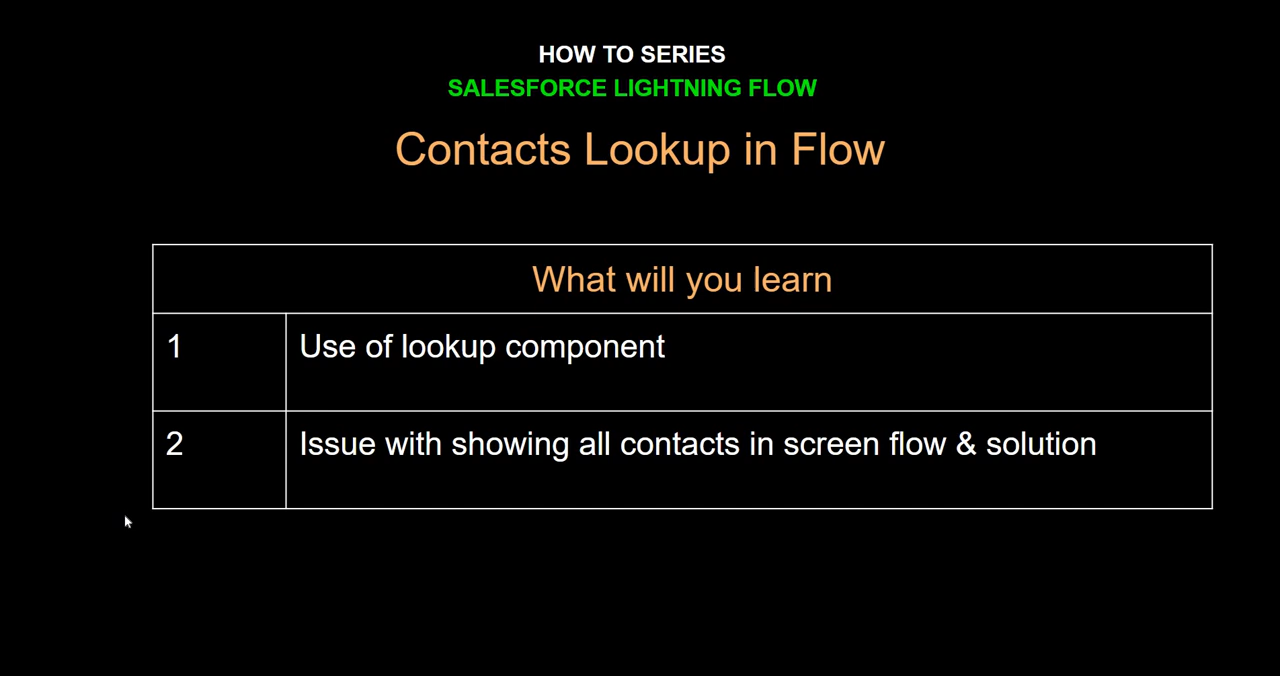 HOW TO SERIES
SALESFORCE LIGHTNING FLOW
Contacts Lookup in Flow
What will you learn
1 Use of lookup component
2 Issue with showing all contacts in screen flow & solution